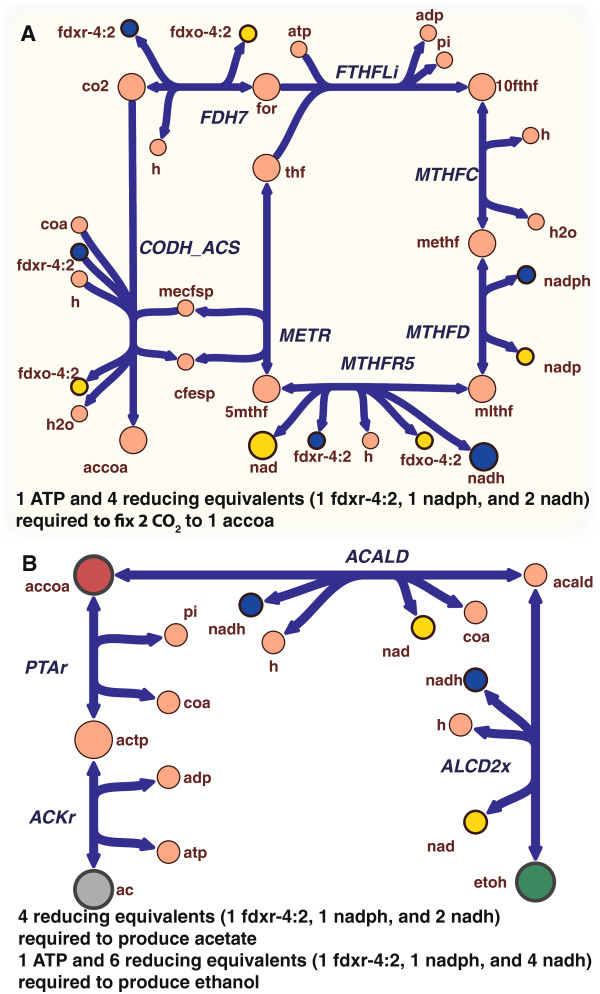 A
fdxr-4:2
fdxo-4:2
atp
adp
pi
co2
FDH7
for
FTHFLi
10fthf
h
thf
h
MTHFC
h2o
coa
fdxr-4:2
h
CODH_ACS
methf
mecfsp
nadph
METR
MTHFD
nadp
fdxo-4:2
cfesp
MTHFR5
h2o
5mthf
mlthf
accoa
nad
fdxr-4:2
h
fdxo-4:2
nadh
1 ATP and 4 reducing equivalents (1 fdxr-4:2, 1 nadph, and 2 nadh)
required to fix 2 CO2 to 1 accoa
B
ACALD
accoa
acald
nadh
h
nad
coa
pi
PTAr
coa
nadh
h
actp
ALCD2x
adp
ACKr
nad
atp
ac
etoh
4 reducing equivalents (1 fdxr-4:2, 1 nadph, and 2 nadh)
required to produce acetate
1 ATP and 6 reducing equivalents (1 fdxr-4:2, 1 nadph, and 4 nadh)
required to produce ethanol